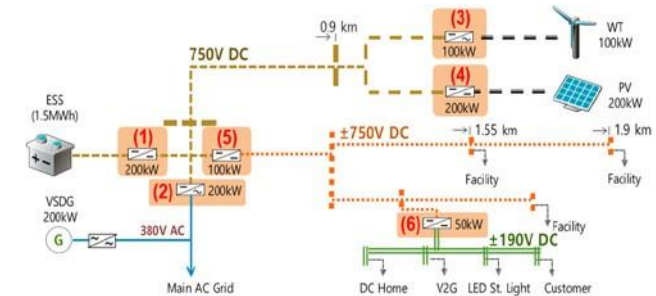 0.9 km
(3)
100kW
WT
100kW
750V DC
(4)
200kW
PV
200kW
ESS
(1.5MWh)
(1)
200kW
(5)
100kW
±750V DC
1.55 km
1.9 km
Facility
Facility
(2)
200kW
VSDG
200kW
G
380V AC
(6)
50kW
Facility
±190V DC
Main AC Grid
DC Home
V2G
LED St. Light
Customer